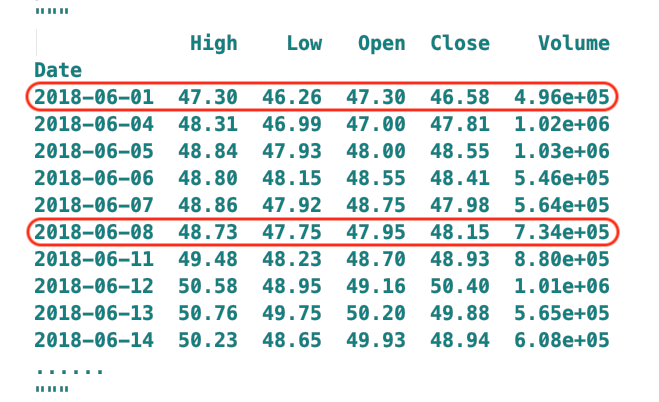 """
High Low Open Close Volume
Date
2018-06-01 47.30 46.26 47.30 46.58 4.96e+05
2018-06-04 48.31 46.99 47.00 47.81 1.02e+06
2018-06-05 48.84 47.93 48.00 48.55 1.03e+06
2018-06-06 48.80 48.15 48.55 48.41 5.46e+05
2018-06-07 48.86 47.92 48.75 47.98 5.64e+05
2018-06-08 48.73 47.75 47.95 48.15 7.34e+05
2018-06-11 49.48 48.23 48.70 48.93 8.80e+05
2018-06-12 50.58 48.95 49.16 50.40 1.01e+06
2018-06-13 50.76 49.75 50.20 49.88 5.65e+05
2018-06-14 50.23 48.65 49.93 48.94 6.08e+05
......
"""